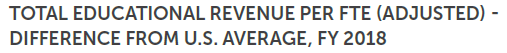 TOTAL EDUCATIONAL REVENUE PER FTE (ADJUSTED) -
DIFFERENCE FROM U.S. AVERAGE, FY 2018